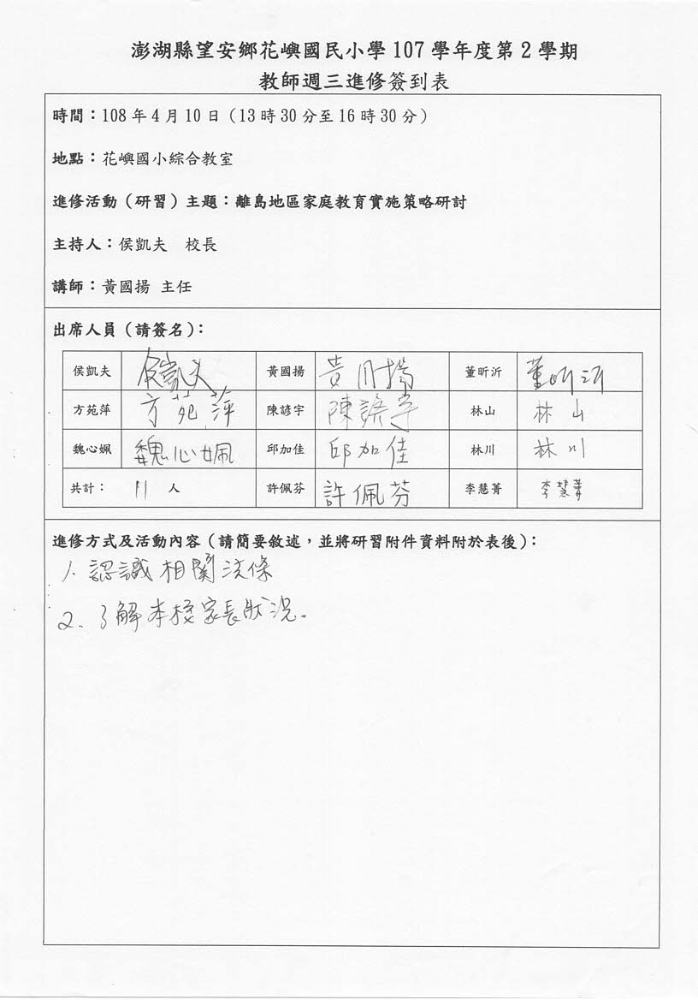 澎湖縣望安鄉花嶼國民小學 107 學年度第 2 學期
教師週三進修簽到表
時間：108 年 4 月 10 日（13 時 30 分至 16 時 30 分）
地點：花嶼國小綜合教室
進修活動（研習）主題：離島地區家庭教育實施策略研討
主持人：侯凱夫 校長
講師：黃國揚 主任
出席人員（請簽名）：
侯凱夫 侯凱夫 黃國揚 黃國揚 董昕沂 董昕沂
方苑萍 方苑萍 陳諺宇 陳諺宇 林山 林山
魏心姵 魏心姵 邱加佳 邱加佳 林川 林川
共計： 11 人 許佩芬 許佩芬 李慧菁 李慧菁
進修方式及活動內容（請簡要敘述，並將研習附件資料附於表後）：
1. 認識相關法條
2、了解本校家長狀況。